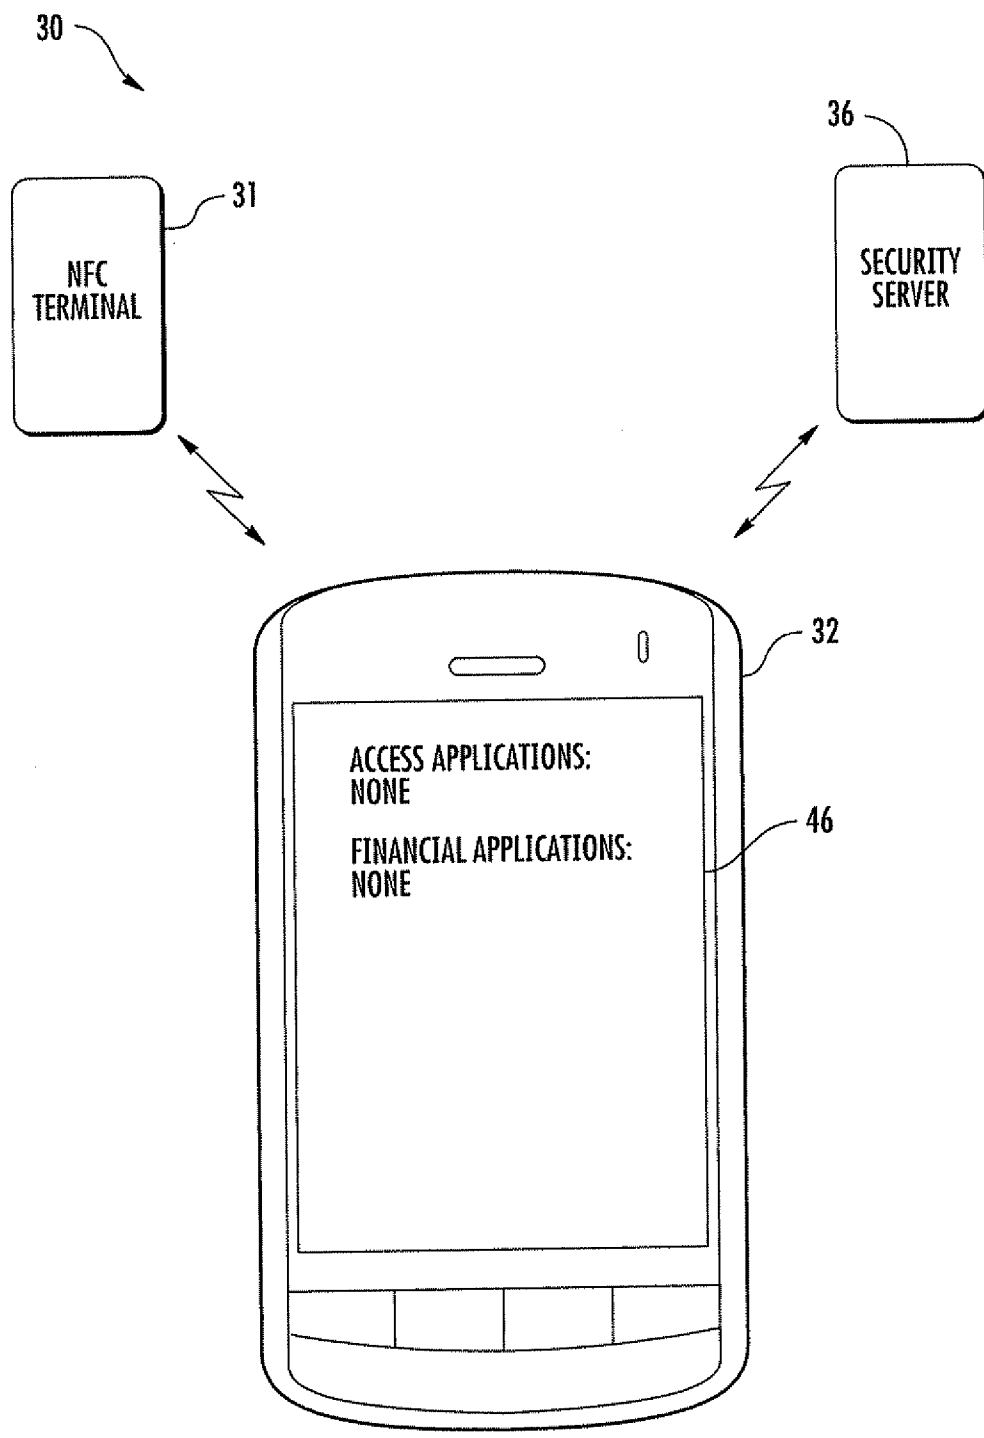 30
36
31
NFC
TERMINAL
SECURITY
SERVER
32
ACCESS APPLICATIONS:
NONE
46
FINANCIAL APPLICATIONS:
NONE